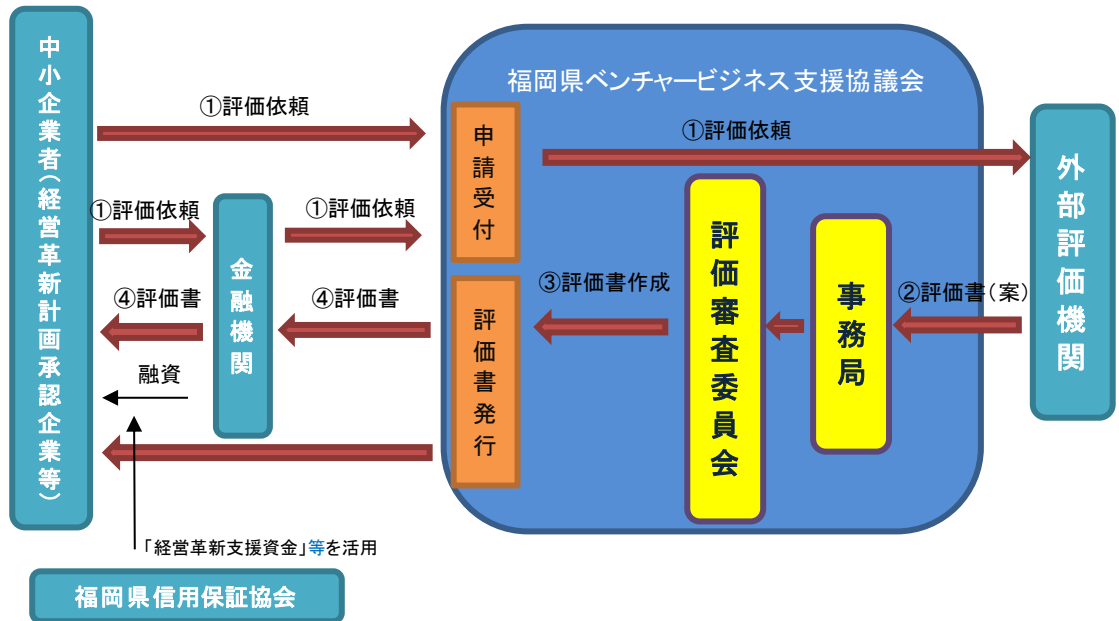 中小企業者(経営革新計画承認企業等)
福岡県ベンチャービジネス支援協議会
①評価依頼
申請受付
①評価依頼
外部評価機関
①評価依頼
①評価依頼
金融機関
評価審査委員会
事務局
④評価書
④評価書
評価書発行
③評価書作成
②評価書(案)
融資
「経営革新支援資金」等を活用
福岡県信用保証協会